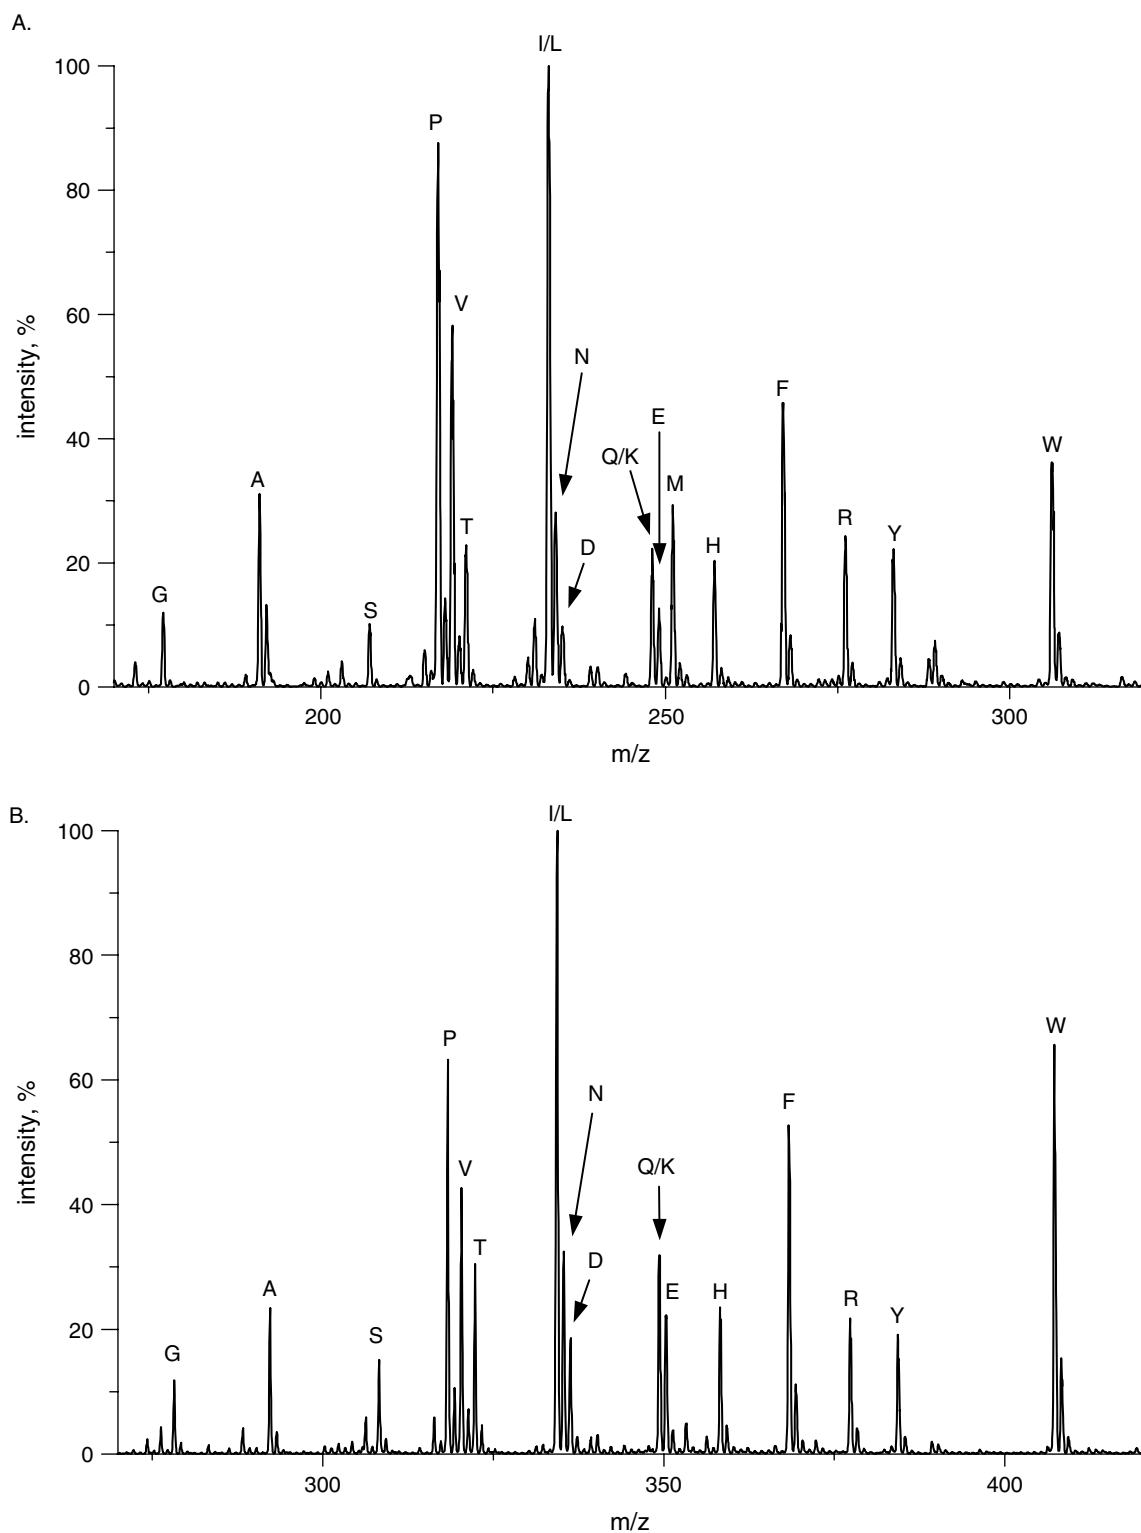 A.
I/L
100
P
80
V
60
N
intensity, %
E
40
F
Q/K
W
A
M
T
R
H
Y
20
D
G
S
0
200
250
300
m/z
B.
I/L
100
80
P
W
60
F
N
intensity, %
V
Q/K
40
T
D
A
E
H
R
Y
20
S
G
0
300
350
400
m/z